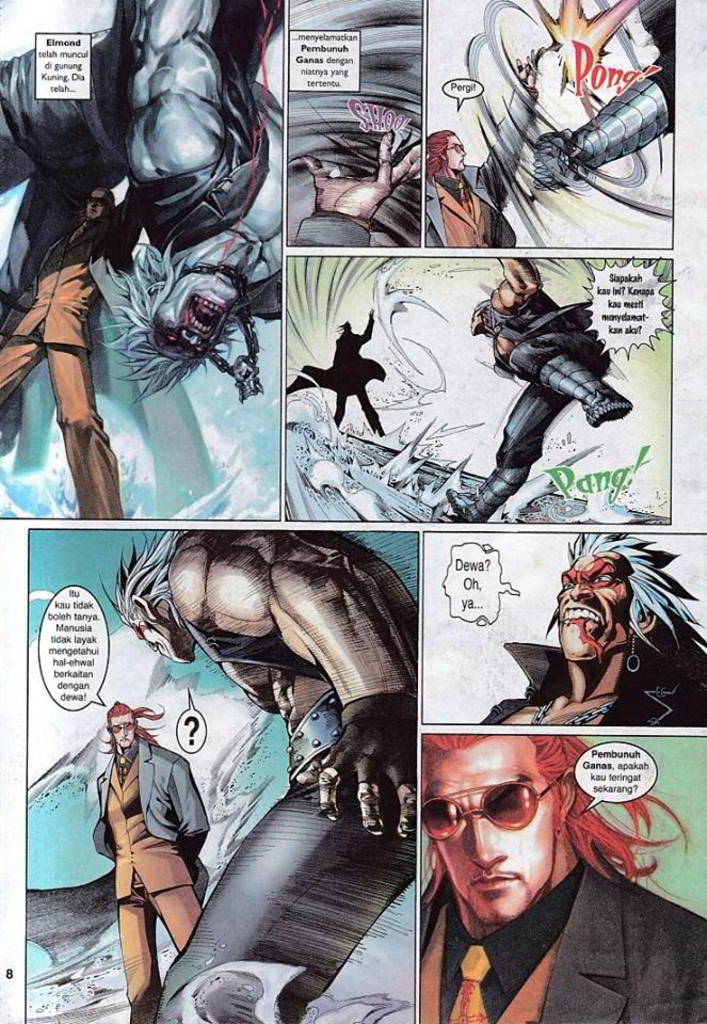 Elmond
telah muncul
di gunung
Kuning. Dia
telah...
...menyelamatkan
Pembunuh
Ganas dengan
niatnya yang
tertentu.
SHOO
Pergi!
Pong!
Siapakah
kau ini? Kenapa
kau mesti
menyelamat-
kan aku?
Pang!
Itu
kau tidak
boleh tanya.
Manusia
tidak layak
mengetahui
hal-ehwal
berkaitan
dengan
dewa!
?
Dewa?
Oh,
ya...
Pembunuh
Ganas, apakah
kau teringat
sekarang?
8